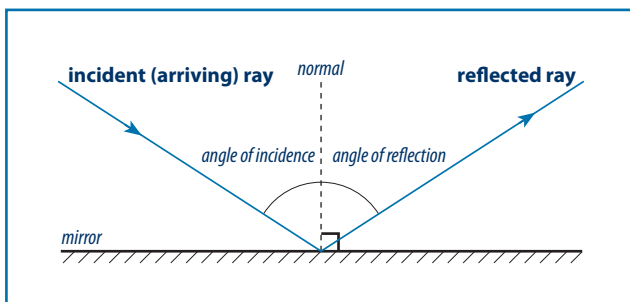 incident (arriving) ray
normal
reflected ray
angle of incidence
angle of reflection
mirror